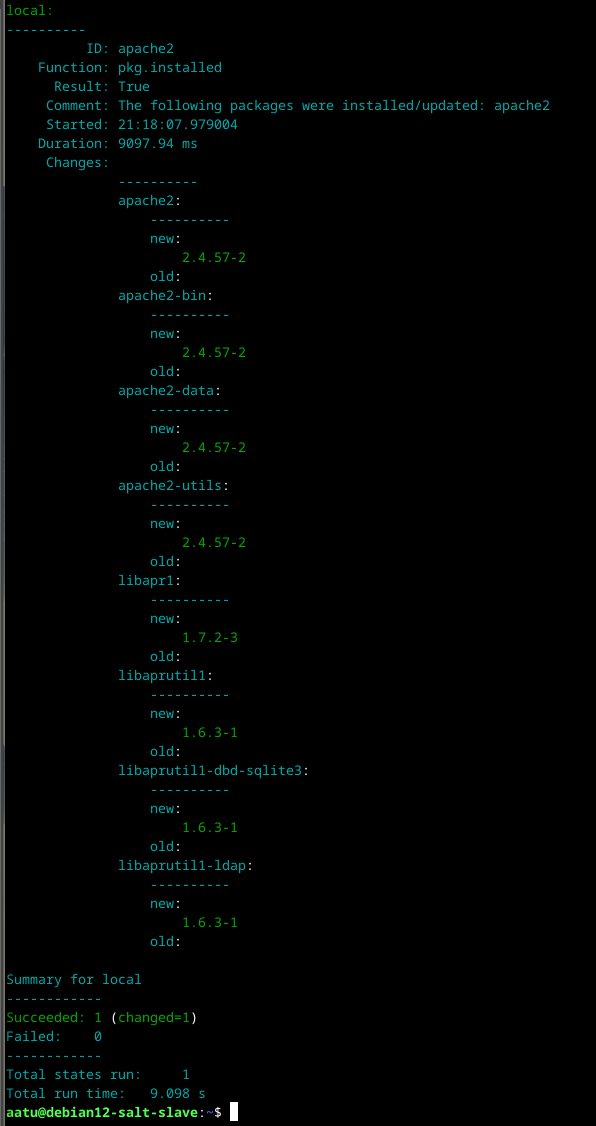 local:
----------
          ID: apache2
    Function: pkg.installed
      Result: True
     Comment: The following packages were installed/updated: apache2
     Started: 21:18:07.979004
    Duration: 9097.94 ms
     Changes:
              ----------
              apache2:
                  ----------
                  new:
                      2.4.57-2
                  old:
              apache2-bin:
                  ----------
                  new:
                      2.4.57-2
                  old:
              apache2-data:
                  ----------
                  new:
                      2.4.57-2
                  old:
              apache2-utils:
                  ----------
                  new:
                      2.4.57-2
                  old:
              libapr1:
                  ----------
                  new:
                      1.7.2-3
                  old:
              libaprutil1:
                  ----------
                  new:
                      1.6.3-1
                  old:
              libaprutil1-dbd-sqlite3:
                  ----------
                  new:
                      1.6.3-1
                  old:
              libaprutil1-ldap:
                  ----------
                  new:
                      1.6.3-1
                  old:

Summary for local
------------
Succeeded: 1 (changed=1)
Failed:    0
------------
Total states run:     1
Total run time:   9.098 s
aatu@debian12-salt-slave:~$